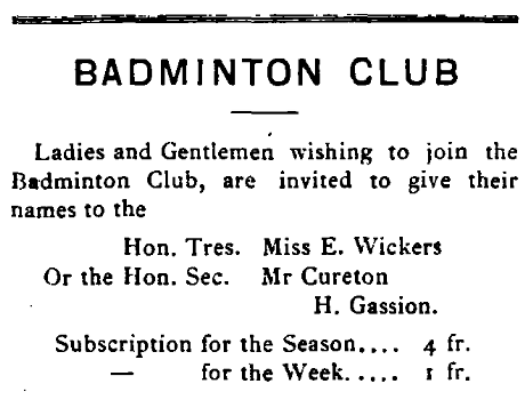 BADMINTON CLUB
Ladies and Gentlemen wishing to join the
Badminton Club, are invited to give their
names to the
Hon. Tres. Miss E. Wickers
Or the Hon. Sec. Mr Cureton
H. Gassion.
Subscription for the Season.... 4 fr.
— for the Week..... 1 fr.